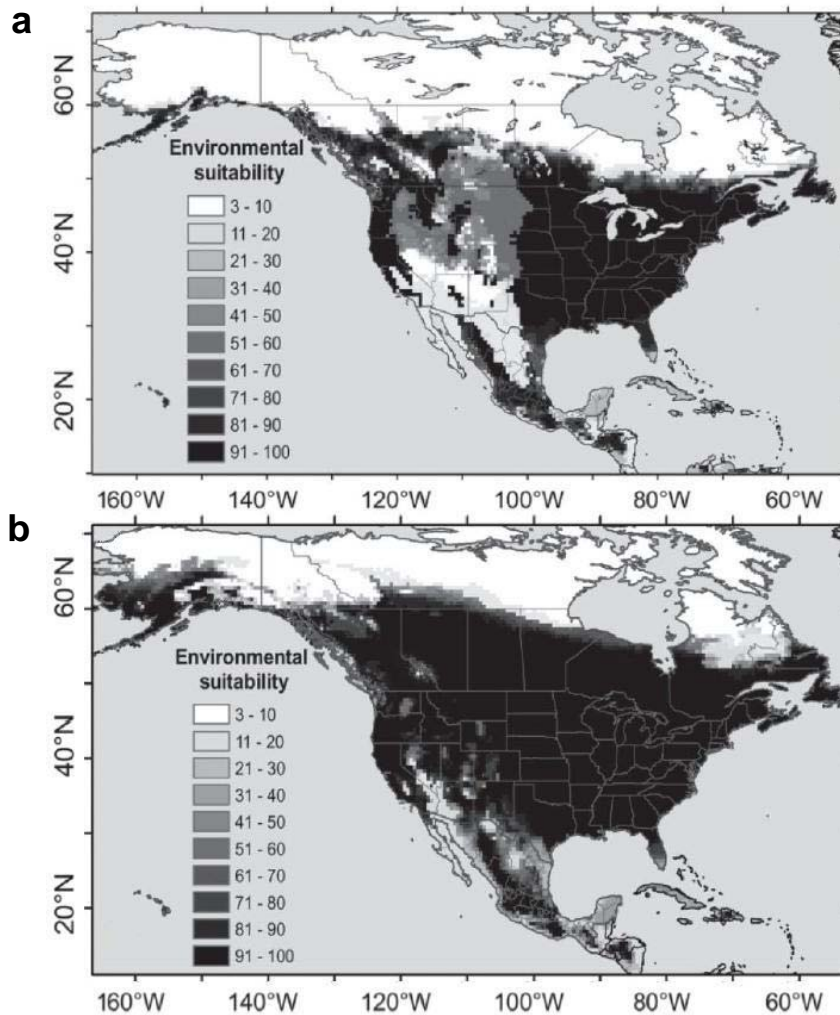 a
60°N
40°N
20°N
Environmental
suitability
3 - 10
11 - 20
21 - 30
31 - 40
41 - 50
51 - 60
61 - 70
71 - 80
81 - 90
91 - 100
160°W 140°W 120°W 100°W 80°W 60°W
b
60°N
40°N
20°N
Environmental
suitability
3 - 10
11 - 20
21 - 30
31 - 40
41 - 50
51 - 60
61 - 70
71 - 80
81 - 90
91 - 100
160°W 140°W 120°W 100°W 80°W 60°W